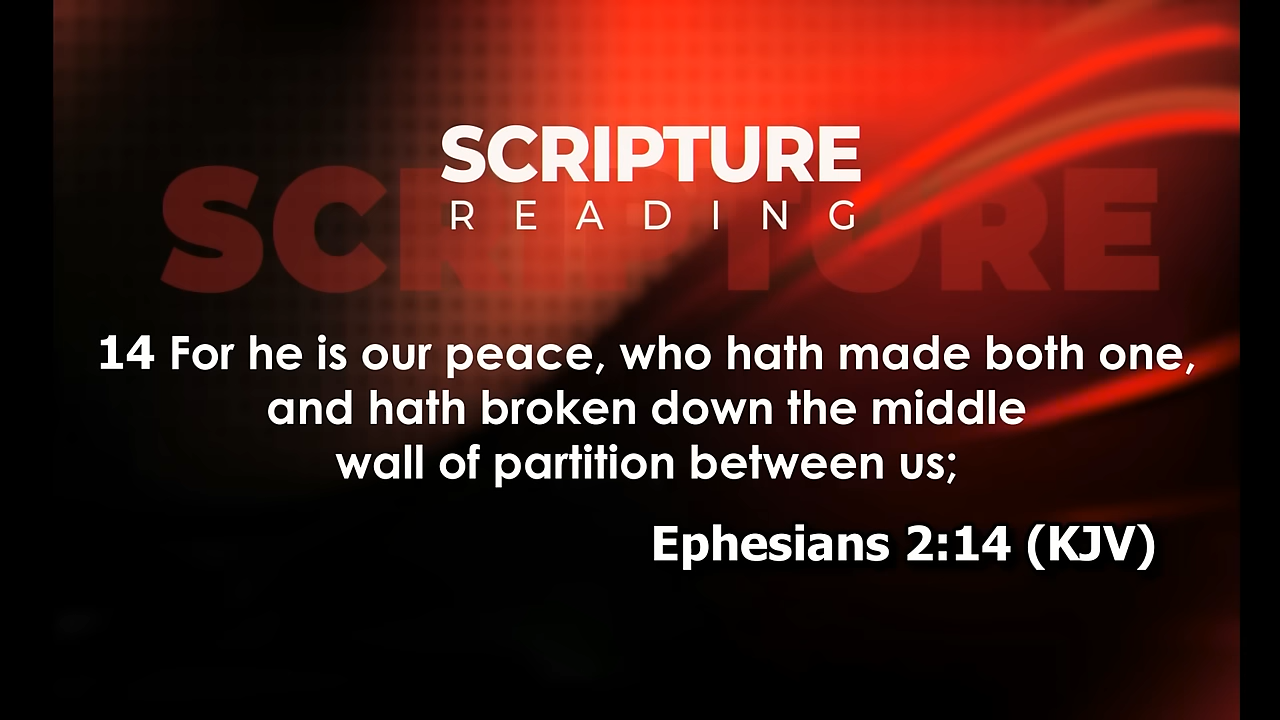 SCRIPTURE
SCRIPTURE
READING
14 For he is our peace, who hath made both one,
and hath broken down the middle
wall of partition between us;
Ephesians 2:14 (KJV)